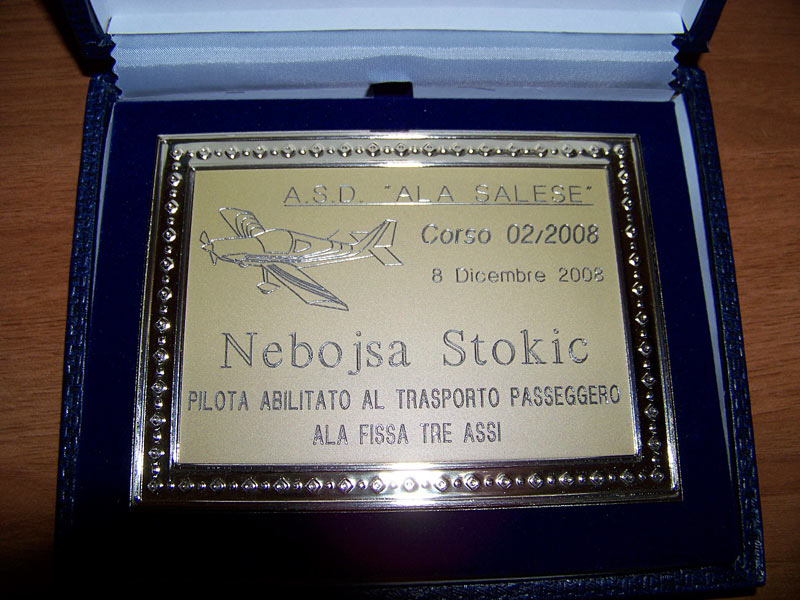 A.S.D. "ALA SALESE"
Corso 02/2008
8 Dicembre 2008
Nebojsa Stokic
PILOTA ABILITATO AL TRASPORTO PASSEGGERO
ALA FISSA TRE ASSI